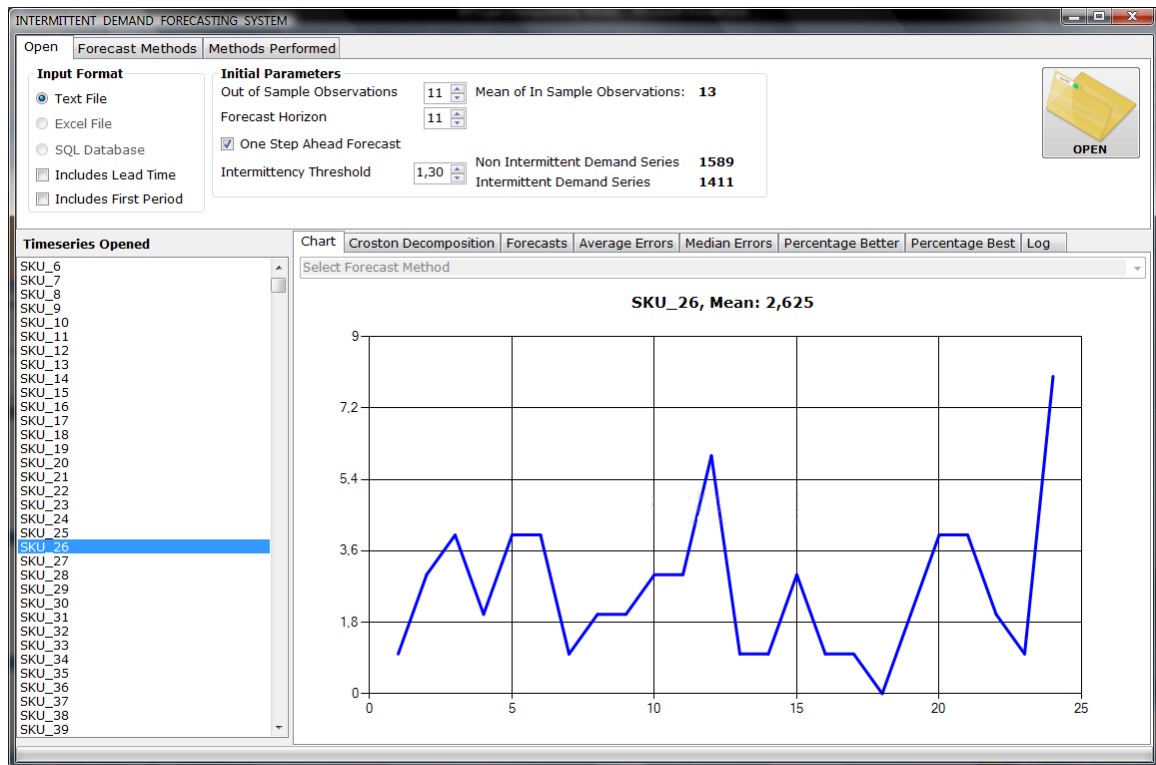 INTERMITTENT DEMAND FORECASTING SYSTEM
Open Forecast Methods Methods Performed
Input Format
Text File
Excel File
SQL Database
Includes Lead Time
Includes First Period
Initial Parameters
Out of Sample Observations 11 Mean of In Sample Observations: 13
Forecast Horizon 11
One Step Ahead Forecast
Intermittency Threshold 1,30
Non Intermittent Demand Series 1589
Intermittent Demand Series 1411
OPEN
Timeseries Opened
SKU_6
SKU_7
SKU_8
SKU_9
SKU_10
SKU_11
SKU_12
SKU_13
SKU_14
SKU_15
SKU_16
SKU_17
SKU_18
SKU_19
SKU_20
SKU_21
SKU_22
SKU_23
SKU_24
SKU_25
SKU_26
SKU_27
SKU_28
SKU_29
SKU_30
SKU_31
SKU_32
SKU_33
SKU_34
SKU_35
SKU_36
SKU_37
SKU_38
SKU_39
Chart Croston Decomposition Forecasts Average Errors Median Errors Percentage Better Percentage Best Log
Select Forecast Method
SKU_26, Mean: 2,625
9
7,2
5,4
3,6
1,8
0
0 5 10 15 20 25